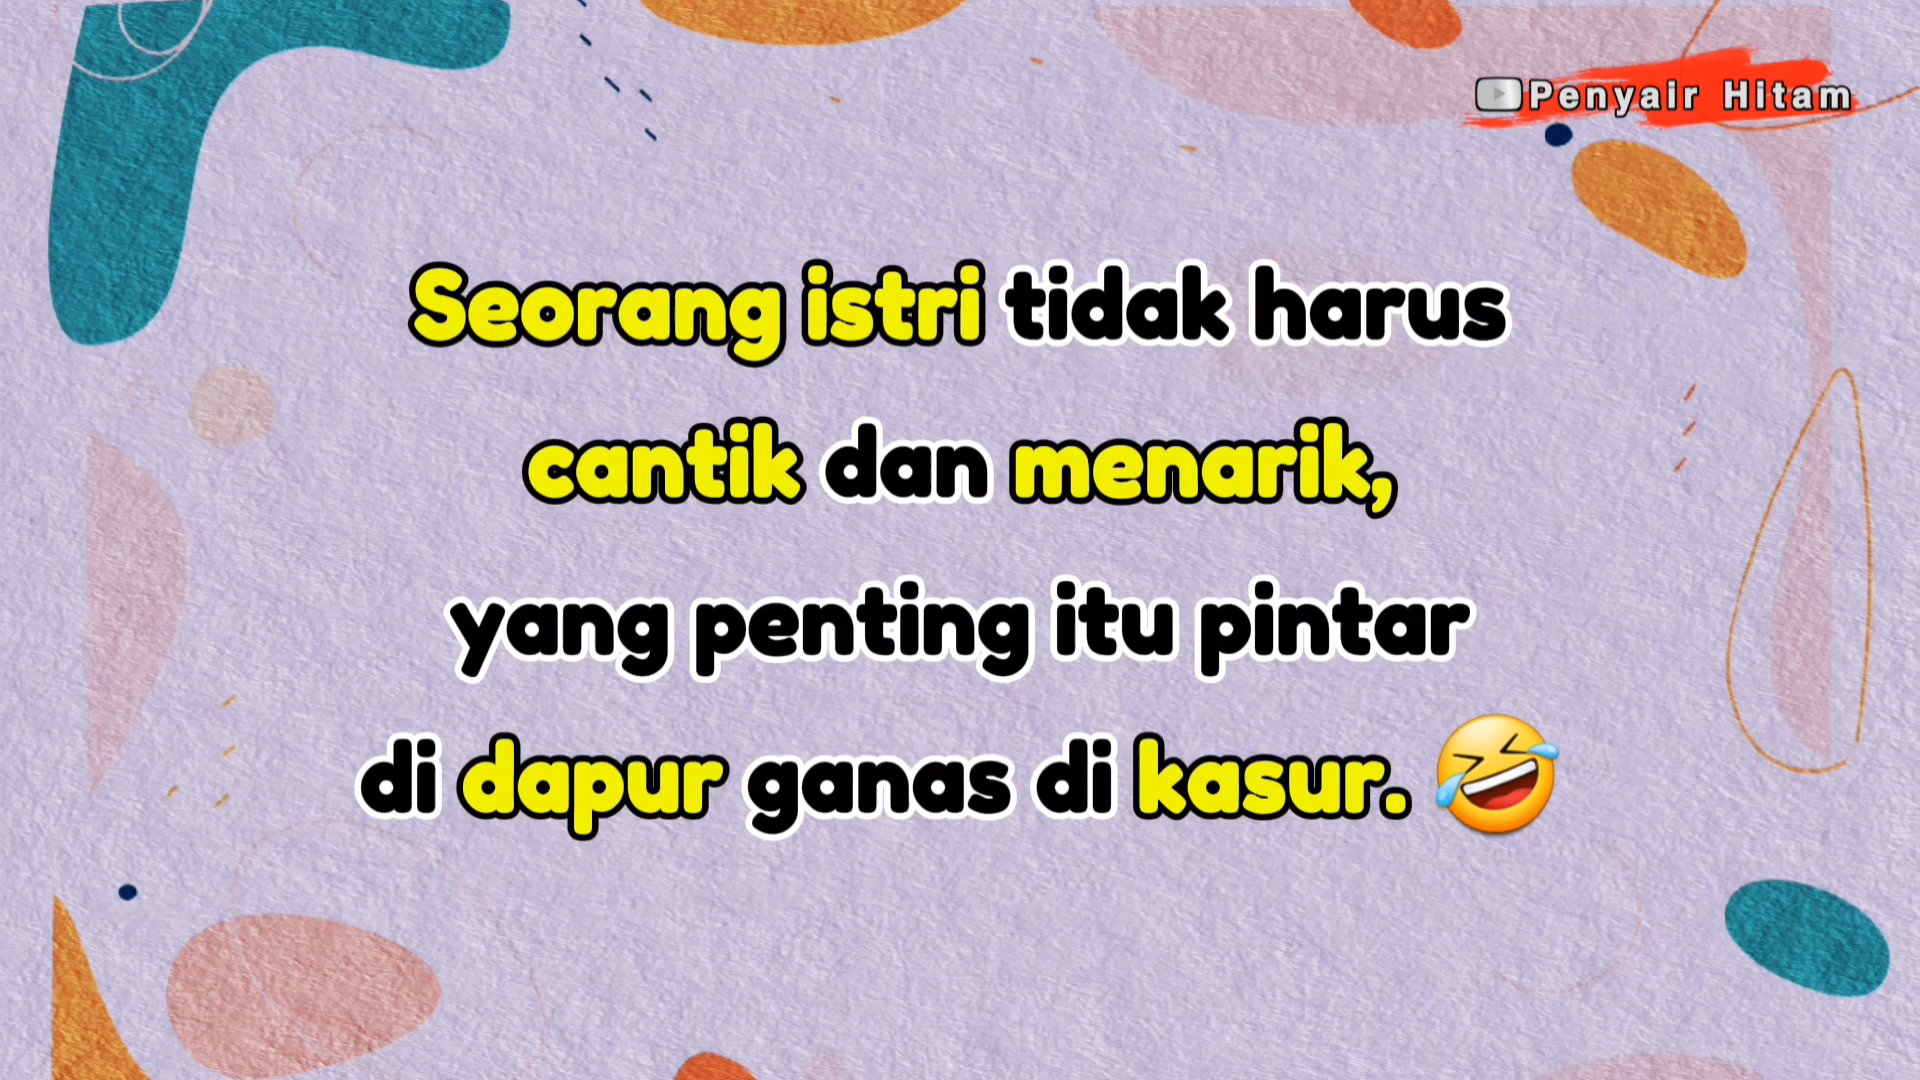 Penyair Hitam
Seorang istri tidak harus
cantik dan menarik,
yang penting itu pintar
di dapur ganas di kasur. 🤣